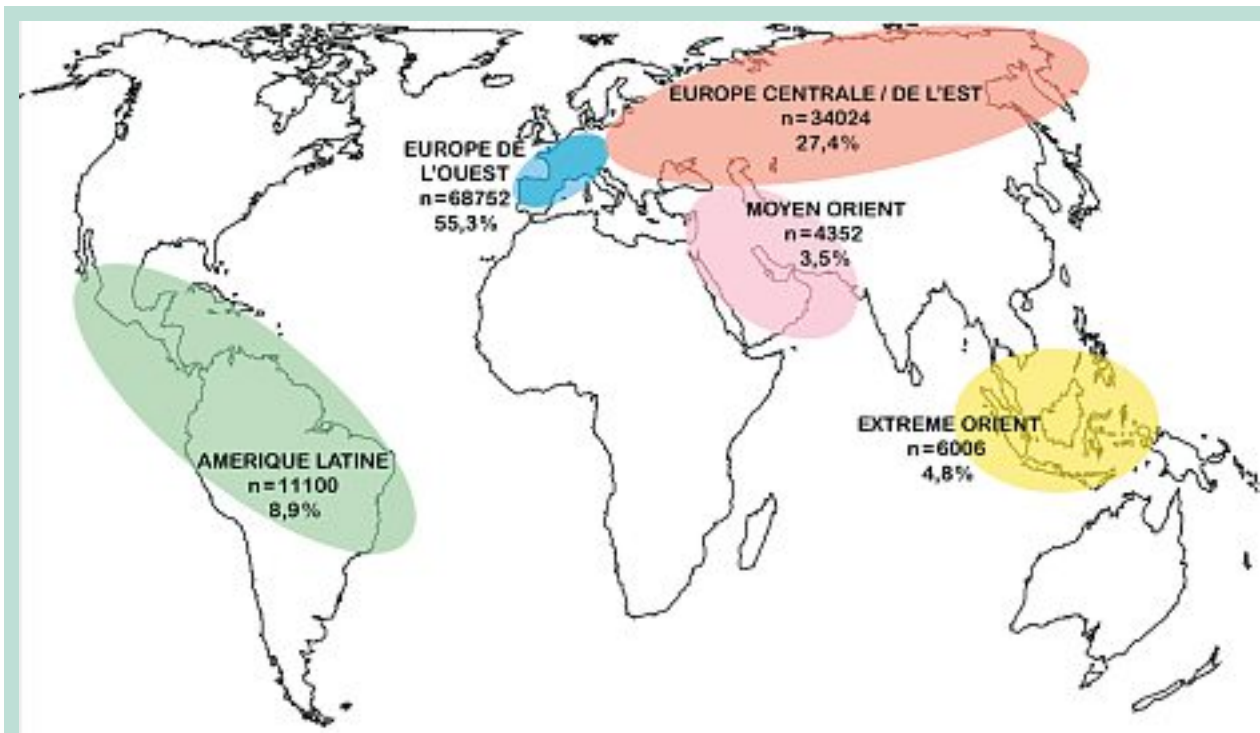 EUROPE CENTRALE / DE L'EST
n=34024
27,4%
EUROPE DE
L'OUEST
n=68752
55,3%
MOYEN ORIENT
n=4352
3,5%
EXTREME ORIENT
n=6006
4,8%
AMERIQUE LATINE
n=11100
8,9%